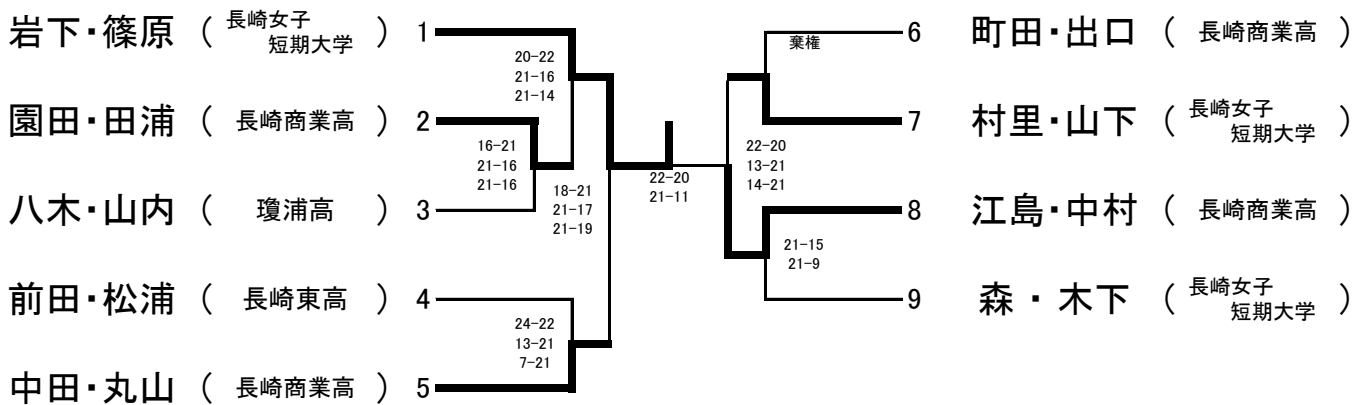 岩下・篠原 ( 長崎女子短期大学 ) 1
20-22
21-16
21-14
園田・田浦 ( 長崎商業高 ) 2
16-21
21-16
21-16
八木・山内 ( 瓊浦高 ) 3
18-21
21-17
21-19
前田・松浦 ( 長崎東高 ) 4
24-22
13-21
7-21
中田・丸山 ( 長崎商業高 ) 5
22-20
21-11
6 町田・出口 ( 長崎商業高 )
棄権
7 村里・山下 ( 長崎女子短期大学 )
22-20
13-21
14-21
8 江島・中村 ( 長崎商業高 )
21-15
21-9
9 森・木下 ( 長崎女子短期大学 )